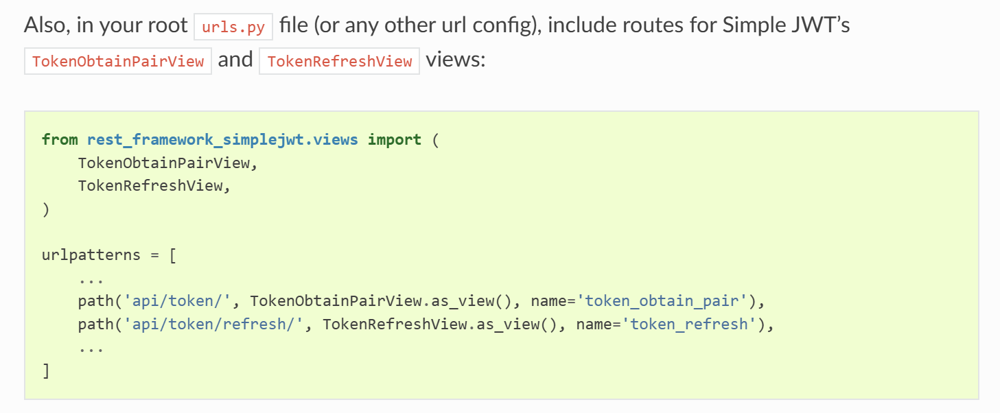 Also, in your root urls.py file (or any other url config), include routes for Simple JWT’s
TokenObtainPairView and TokenRefreshView views:
from rest_framework_simplejwt.views import (
    TokenObtainPairView,
    TokenRefreshView,
)
urlpatterns = [
    ...
    path('api/token/', TokenObtainPairView.as_view(), name='token_obtain_pair'),
    path('api/token/refresh/', TokenRefreshView.as_view(), name='token_refresh'),
    ...
]